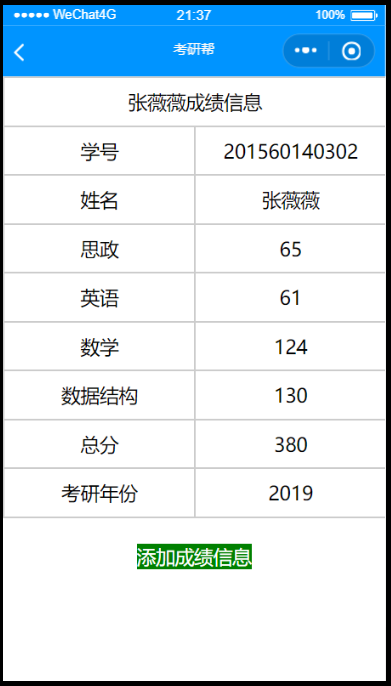 WeChat4G 21:37 100%
考研帮
张薇薇成绩信息
学号 201560140302
姓名 张薇薇
思政 65
英语 61
数学 124
数据结构 130
总分 380
考研年份 2019
添加成绩信息